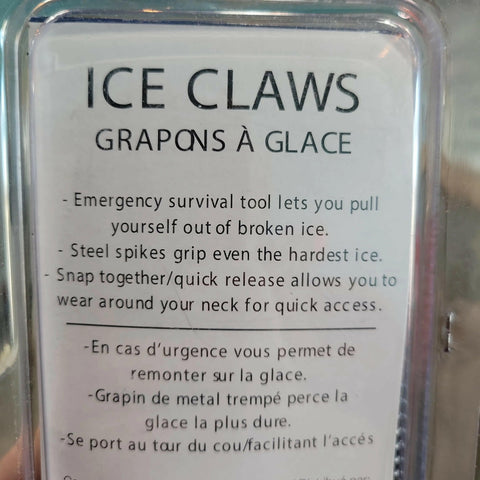 ICE CLAWS
GRAPONS À GLACE
- Emergency survival tool lets you pull
yourself out of broken ice.
- Steel spikes grip even the hardest ice.
- Snap together/quick release allows you to
wear around your neck for quick access.
-En cas d'urgence vous permet de
remonter sur la glace.
-Grapin de metal trempé perce la
glace la plus dure.
-Se port au tour du cou/facilitant l'accés